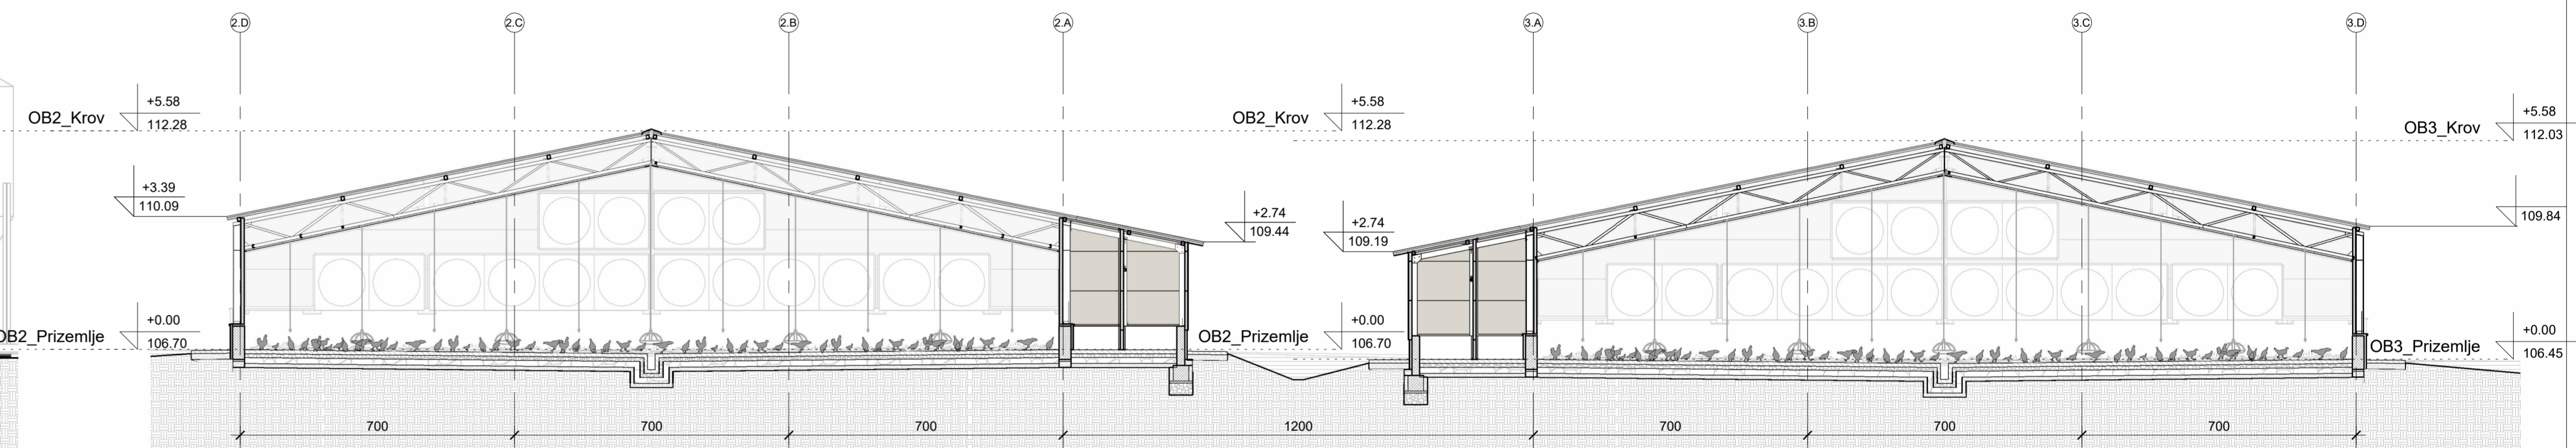 2.D
2.C
2.B
2.A
3.A
3.B
3.C
3.D
OB2_Krov
+5.58
112.28
OB2_Krov
+5.58
112.28
OB3_Krov
+5.58
112.03
+3.39
110.09
+2.74
109.44
+2.74
109.19
109.84
OB2_Prizemlje
+0.00
106.70
OB2_Prizemlje
+0.00
106.70
OB3_Prizemlje
+0.00
106.45
700
700
700
1200
700
700
700